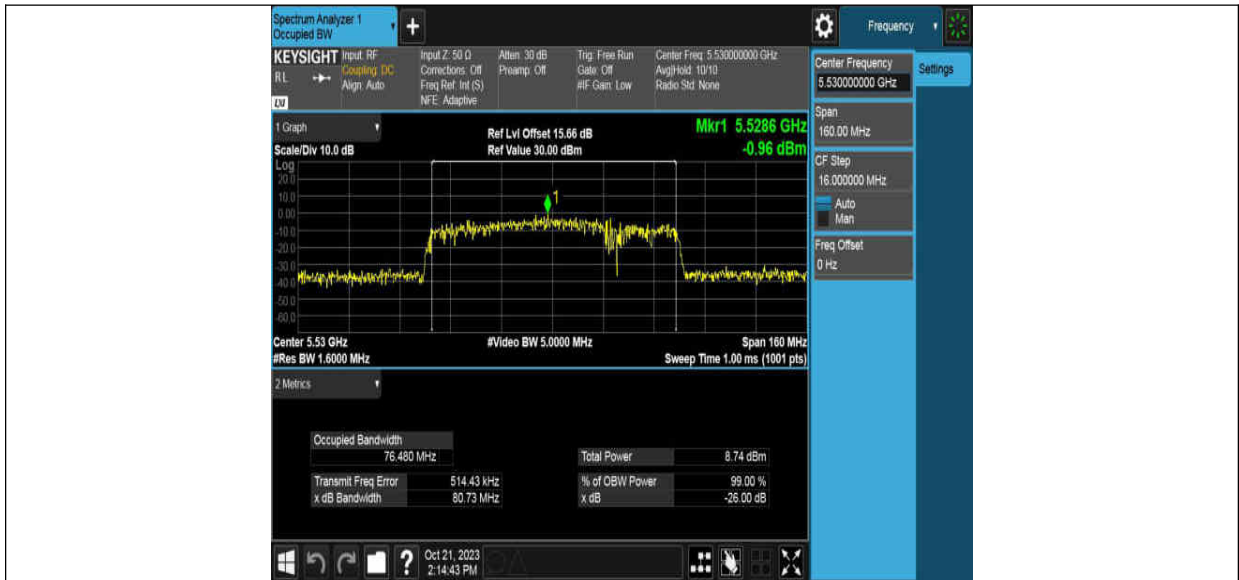 Spectrum Analyzer 1
Occupied BW
Frequency
KEYSIGHT
RL
LXI
Input: RF
Coupling: DC
Align: Auto
Input Z: 50 Ω
Corrections: Off
Freq Ref: Int (S)
NFE: Adaptive
Atten: 30 dB
Preamp: Off
Trig: Free Run
Gate: Off
#IF Gain: Low
Center Freq: 5.530000000 GHz
Avg|Hold: 10/10
Radio Std: None
Center Frequency
5.530000000 GHz
Settings
Span
160.00 MHz
CF Step
16.000000 MHz
Auto
Man
Freq Offset
0 Hz
1 Graph
Scale/Div 10.0 dB
Ref Lvl Offset 15.66 dB
Ref Value 30.00 dBm
Mkr1 5.5286 GHz
-0.96 dBm
Log
20.0
10.0
0.00
-10.0
-20.0
-30.0
-40.0
-50.0
-60.0
1
Center 5.53 GHz
#Video BW 5.0000 MHz
Span 160 MHz
#Res BW 1.6000 MHz
Sweep Time 1.00 ms (1001 pts)
2 Metrics
Occupied Bandwidth
76.480 MHz
Total Power 8.74 dBm
Transmit Freq Error 514.43 kHz
% of OBW Power 99.00 %
x dB Bandwidth 80.73 MHz
x dB -26.00 dB
?
Oct 21, 2023
2:14:43 PM